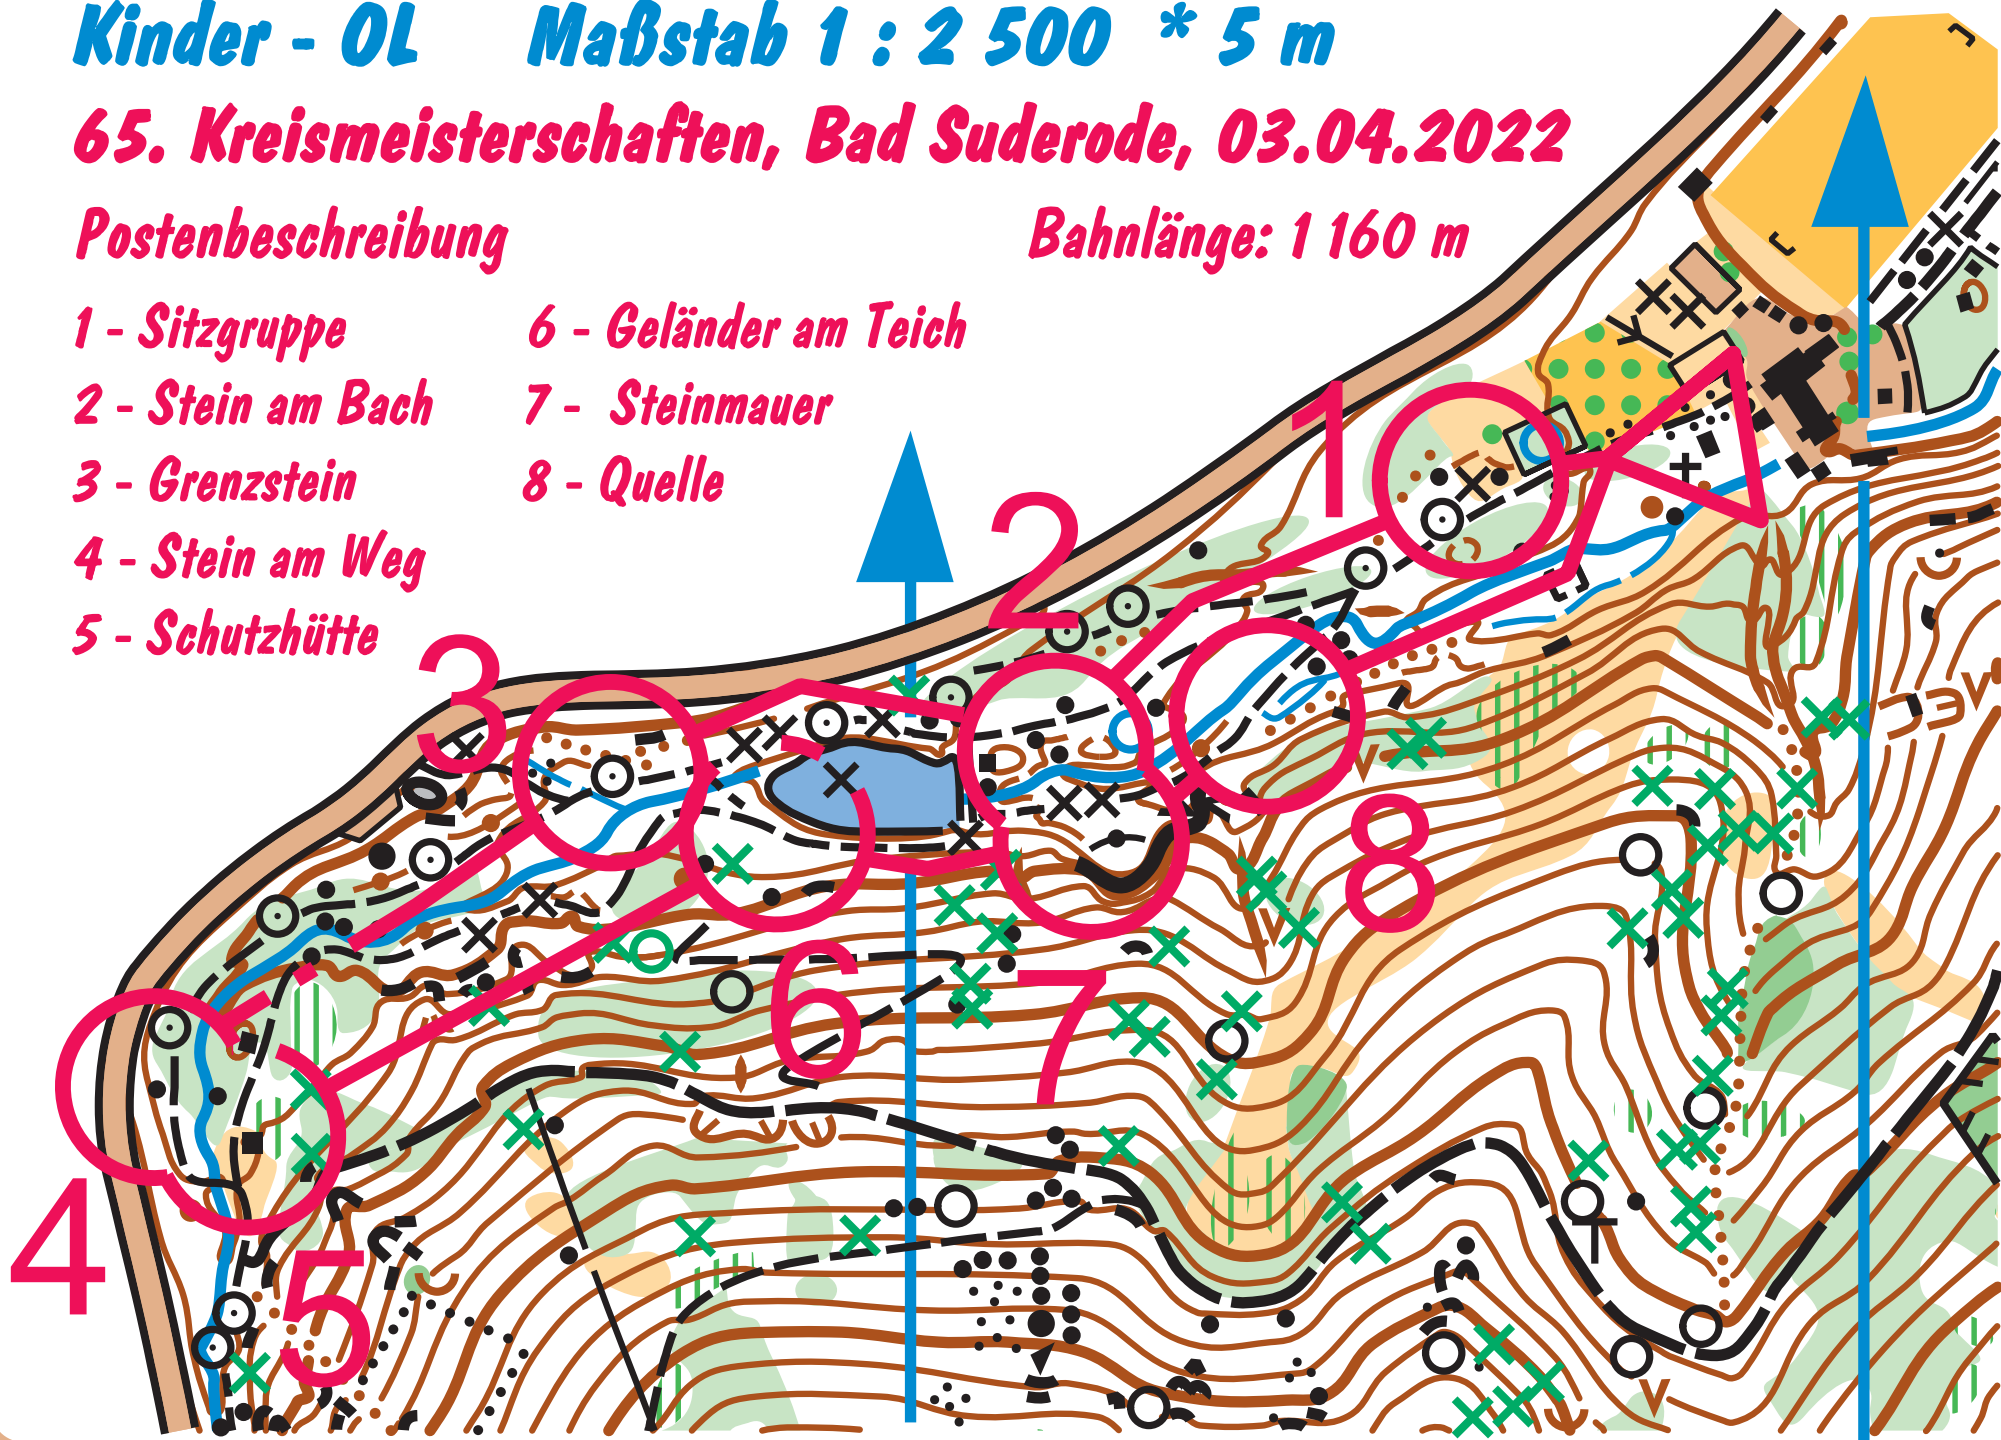 Kinder - OL Maßstab 1 : 2 500 * 5 m
65. Kreismeisterschaften, Bad Suderode, 03.04.2022
Postenbeschreibung Bahnlänge: 1 160 m
1 - Sitzgruppe 6 - Geländer am Teich
2 - Stein am Bach 7 - Steinmauer
3 - Grenzstein 8 - Quelle
4 - Stein am Weg
5 - Schutzhütte
1
2
3
8
6
7
4
5